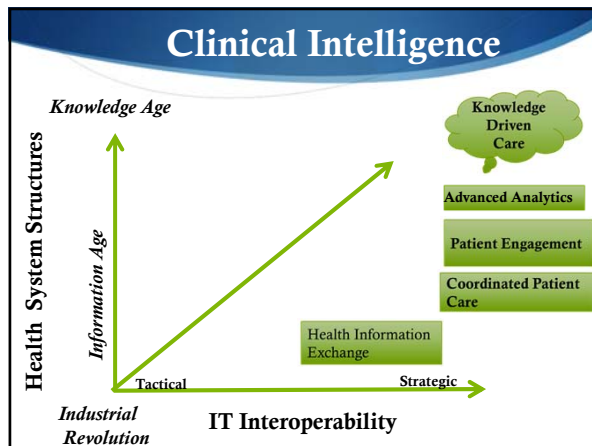 Clinical Intelligence
Knowledge Age
Health System Structures
Information Age
Knowledge
Driven
Care
Advanced Analytics
Patient Engagement
Coordinated Patient
Care
Health Information
Exchange
Tactical
Strategic
Industrial
Revolution
IT Interoperability